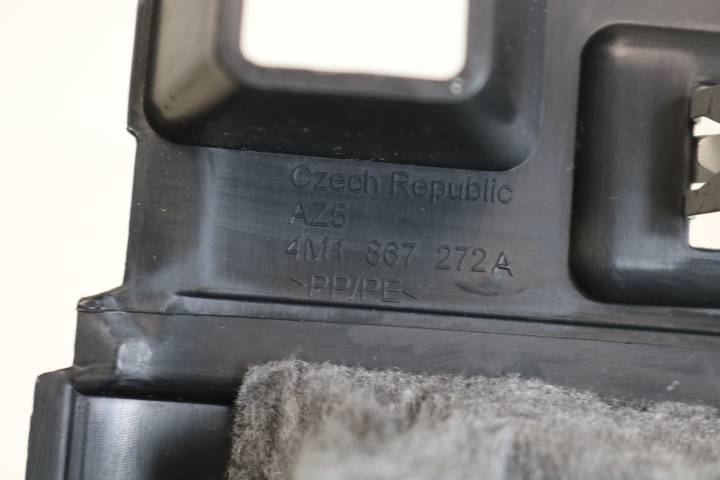 Czech Republic
AZ5
4M1 867 272A
>PP/PE<